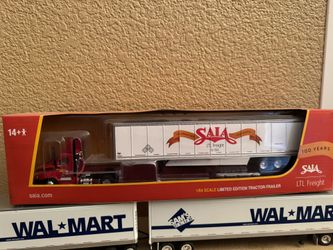 14+
SAIA
LTL Freight
100 YEARS
SAIA
LTL Freight
saia.com
1:64 SCALE LIMITED EDITION TRACTOR TRAILER
WAL★MART
SAM'S
WAL★MART